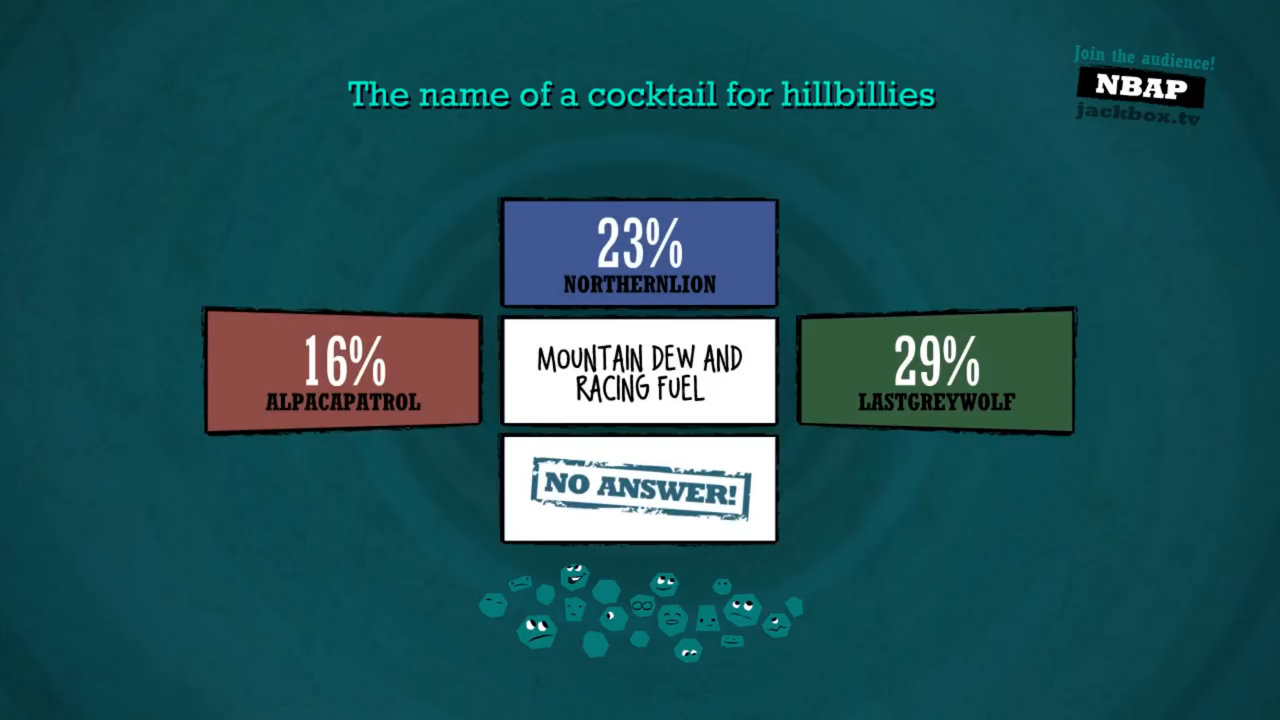 Join the audience!
NBAP
jackbox.tv
The name of a cocktail for hillbillies
23%
NORTHERNLION
16%
ALPACAPATROL
MOUNTAIN DEW AND
RACING FUEL
29%
LASTGREYWOLF
NO ANSWER!